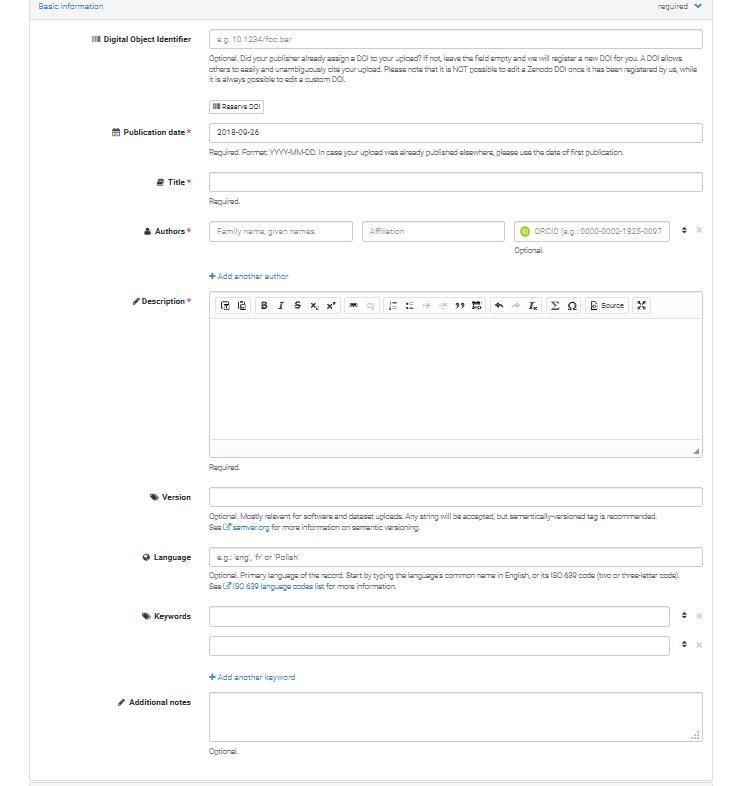 Basic information required
Digital Object Identifier e.g. 10.1234/foo.bar
Optional. Did your publisher already assign a DOI to your upload? If not, leave the field empty and we will register a new DOI for you. A DOI allows
others to easily and unambiguously cite your upload. Please note that it is NOT possible to edit a Zenodo DOI once it has been registered by us, while
it is always possible to edit a custom DOI.
Reserve DOI
Publication date * 2018-09-26
Required. Format: YYYY-MM-DD. In case your upload was already published elsewhere, please use the date of first publication.
Title *
Required.
Authors * Family name, given names Affiliation ORCID (e.g.: 0000-0002-1825-0097
Optional.
+ Add another author
Description *
B I S X₂ X² Ix Σ Ω Source
Required.
Version
Optional. Mostly relevant for software and dataset uploads. Any string will be accepted, but semantically-versioned tag is recommended.
See semver.org for more information on semantic versioning.
Language e.g.: 'eng', 'fr' or 'Polish'
Optional. Primary language of the record. Start by typing the language's common name in English, or its ISO 639 code (two or three-letter code).
See ISO 639 language codes list for more information.
Keywords
+ Add another keyword
Additional notes
Optional.